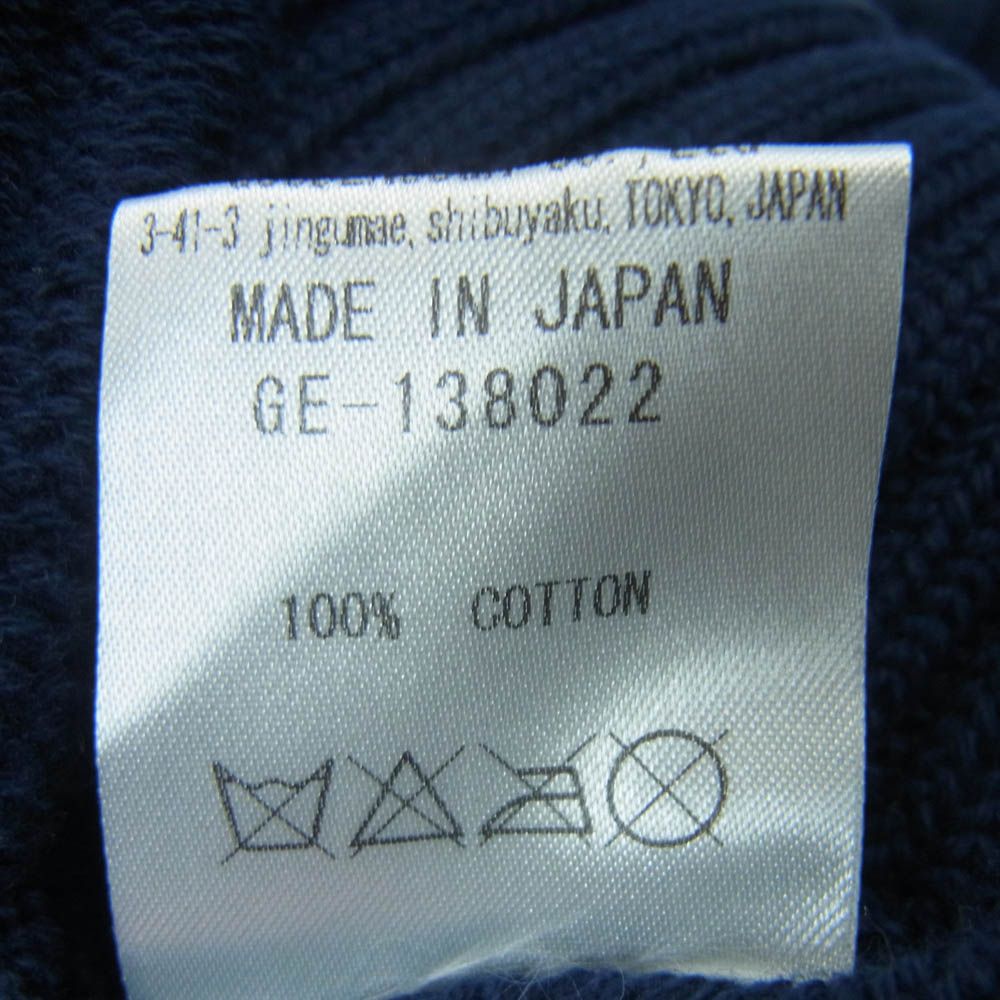 3-41-3 jingumae, shibuyaku, TOKYO, JAPAN
MADE IN JAPAN
GE-138022
100% COTTON